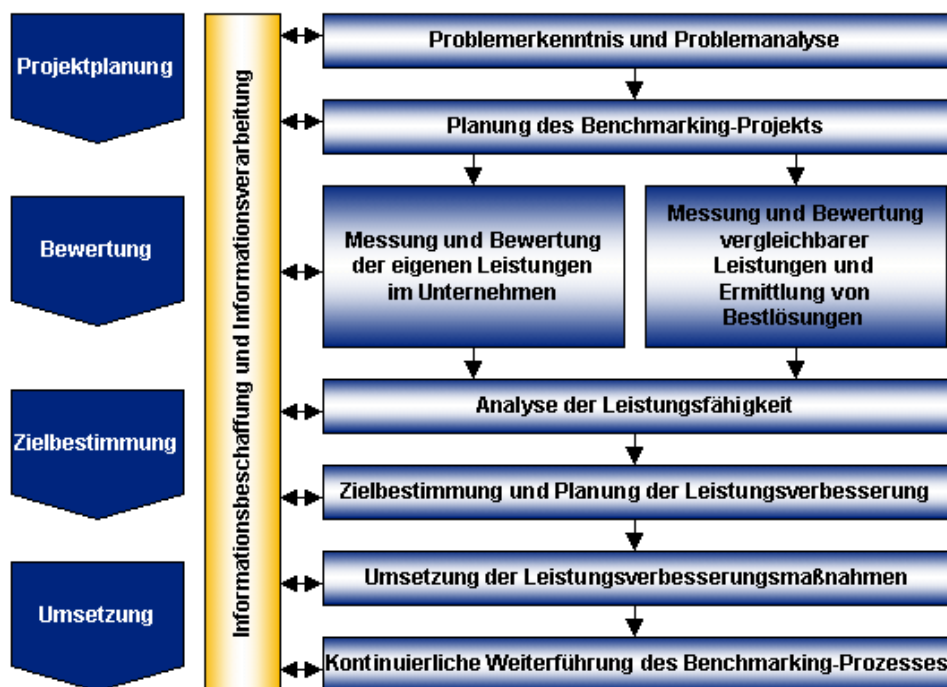 Projektplanung
Bewertung
Zielbestimmung
Umsetzung
Informationsbeschaffung und Informationsverarbeitung
Problemerkenntnis und Problemanalyse
Planung des Benchmarking-Projekts
Messung und Bewertung
der eigenen Leistungen
im Unternehmen
Messung und Bewertung
vergleichbarer
Leistungen und
Ermittlung von
Bestlösungen
Analyse der Leistungsfähigkeit
Zielbestimmung und Planung der Leistungsverbesserung
Umsetzung der Leistungsverbesserungsmaßnahmen
Kontinuierliche Weiterführung des Benchmarking-Prozesses